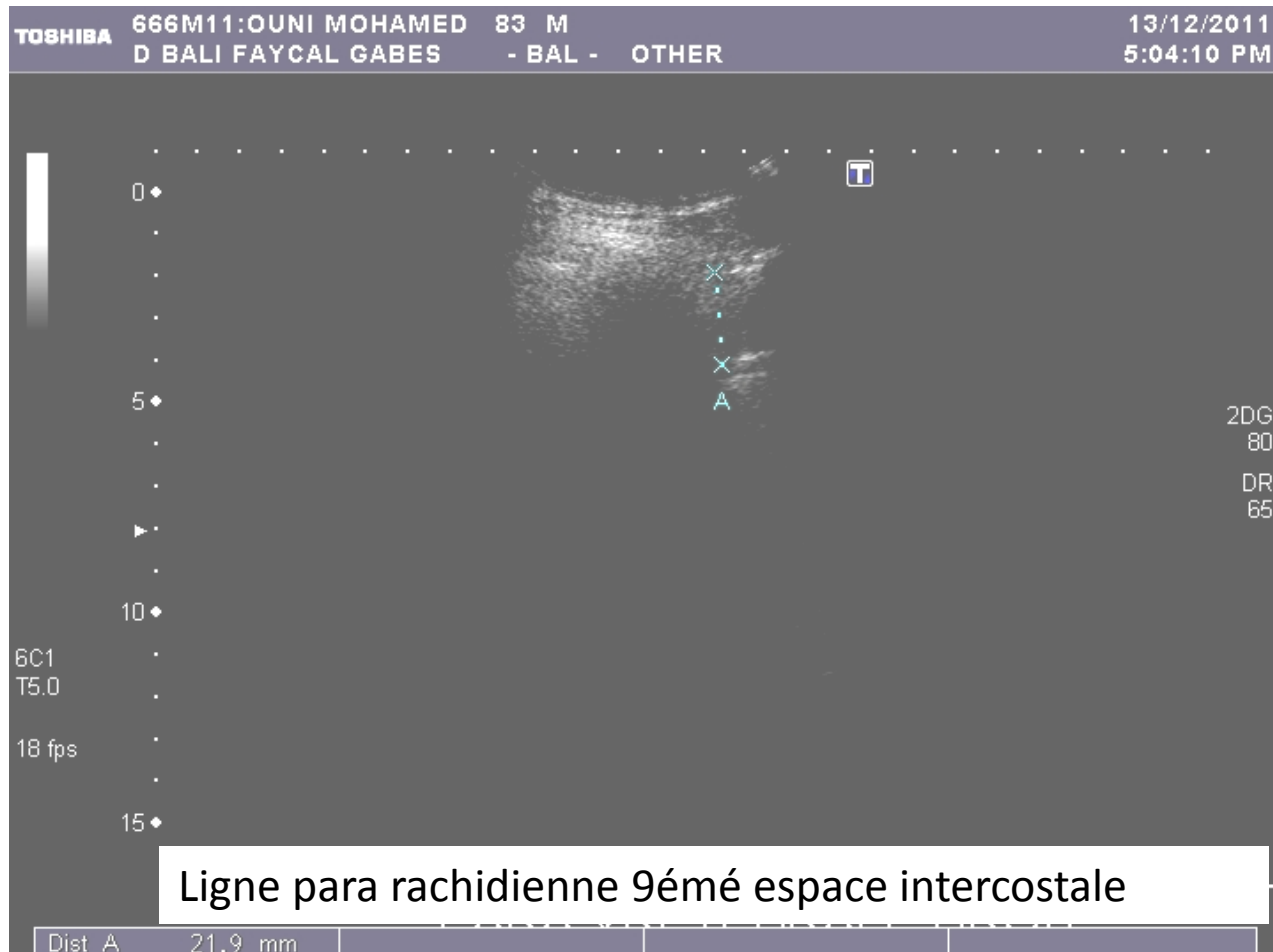 TOSHIBA 666M11:OUNI MOHAMED 83 M 13/12/2011
D BALI FAYCAL GABES - BAL - OTHER 5:04:10 PM
T
0
5
A
2DG
80
DR
65
10
6C1
T5.0
18 fps
15
Ligne para rachidienne 9émé espace intercostale
Dist A 21.9 mm